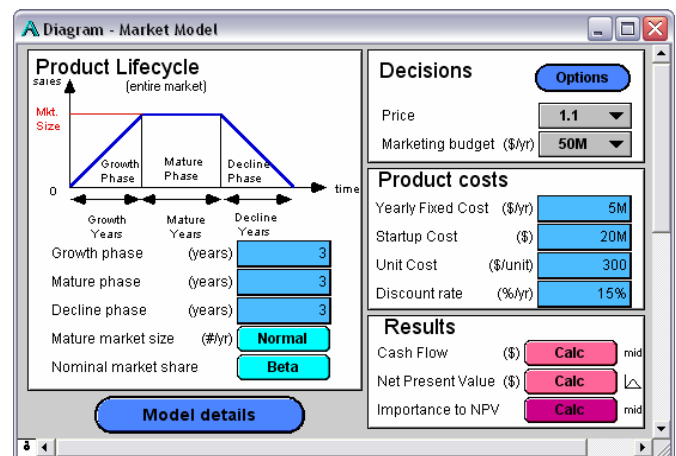 Diagram - Market Model
Product Lifecycle
sales
(entire market)
Mkt.
Size
Growth
Phase
Mature
Phase
Decline
Phase
0
time
Growth
Years
Mature
Years
Decline
Years
Growth phase (years) 3
Mature phase (years) 3
Decline phase (years) 3
Mature market size (#/yr) Normal
Nominal market share Beta
Model details
Decisions
Options
Price 1.1
Marketing budget ($/yr) 50M
Product costs
Yearly Fixed Cost ($/yr) 5M
Startup Cost ($) 20M
Unit Cost ($/unit) 300
Discount rate (%/yr) 15%
Results
Cash Flow ($) Calc mid
Net Present Value ($) Calc
Importance to NPV Calc mid